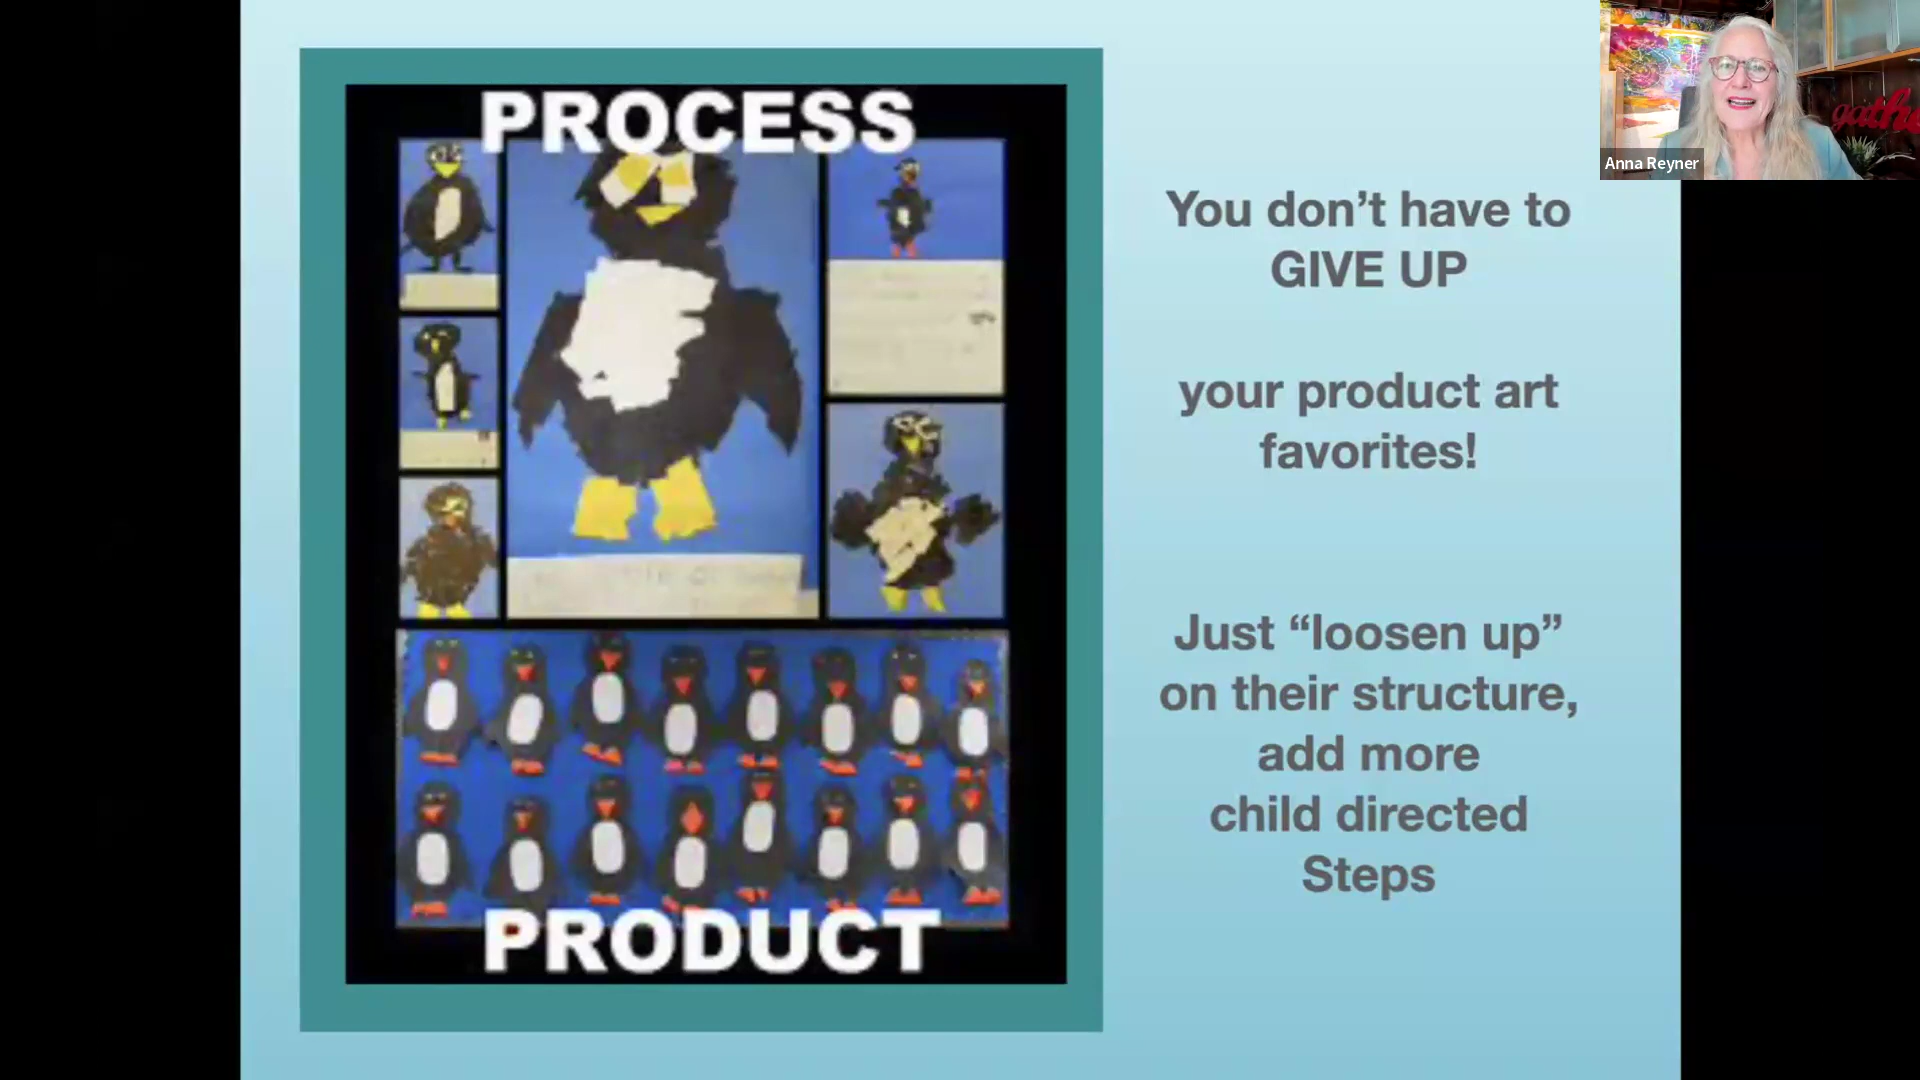 PROCESS
PRODUCT
You don’t have to
GIVE UP
your product art
favorites!
Just “loosen up”
on their structure,
add more
child directed
Steps
Anna Reyner